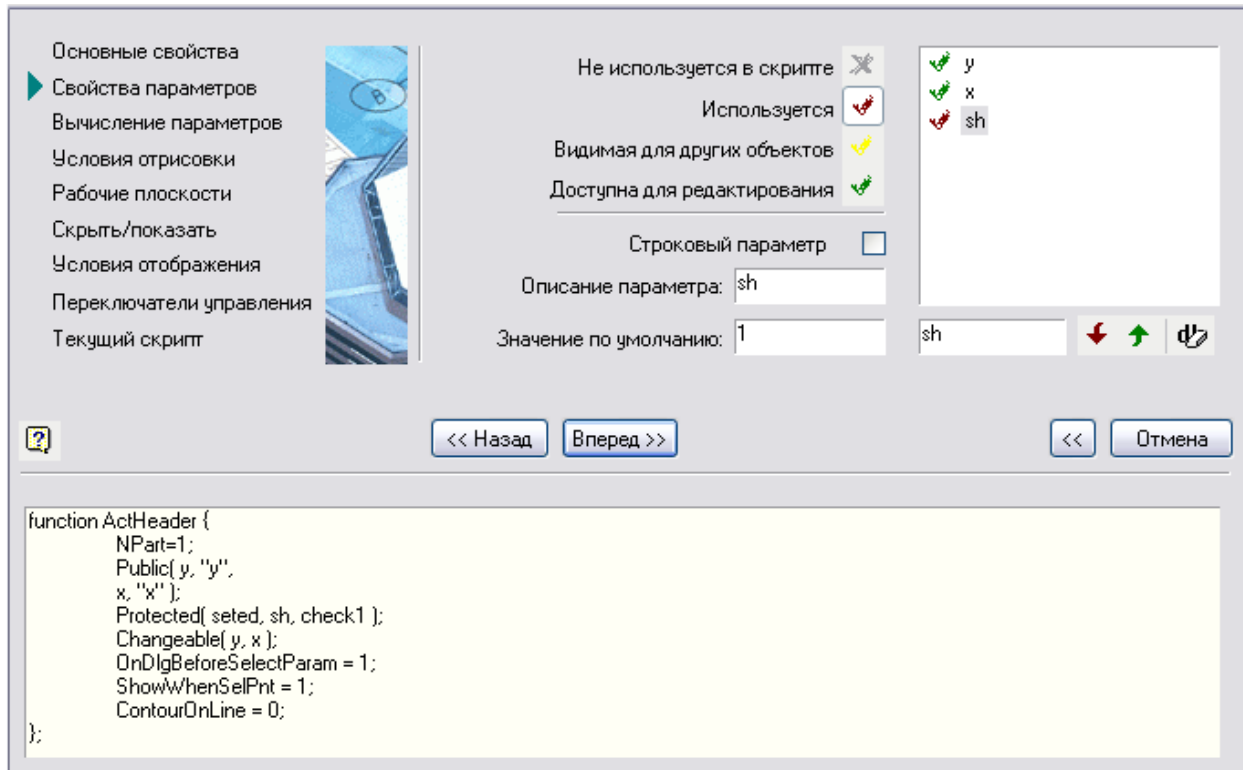 Основные свойства
Свойства параметров
Вычисление параметров
Условия отрисовки
Рабочие плоскости
Скрыть/показать
Условия отображения
Переключатели управления
Текущий скрипт
Не используется в скрипте
Используется
Видимая для других объектов
Доступна для редактирования
Строковый параметр
Описание параметра: sh
Значение по умолчанию: 1
y
x
sh
sh
<< Назад
Вперед >>
<<
Отмена
function ActHeader {
NPart=1;
Public( y, "y",
x, "x" );
Protected( seted, sh, check1 );
Changeable( y, x );
OnDlgBeforeSelectParam = 1;
ShowWhenSelPnt = 1;
ContourOnLine = 0;
};